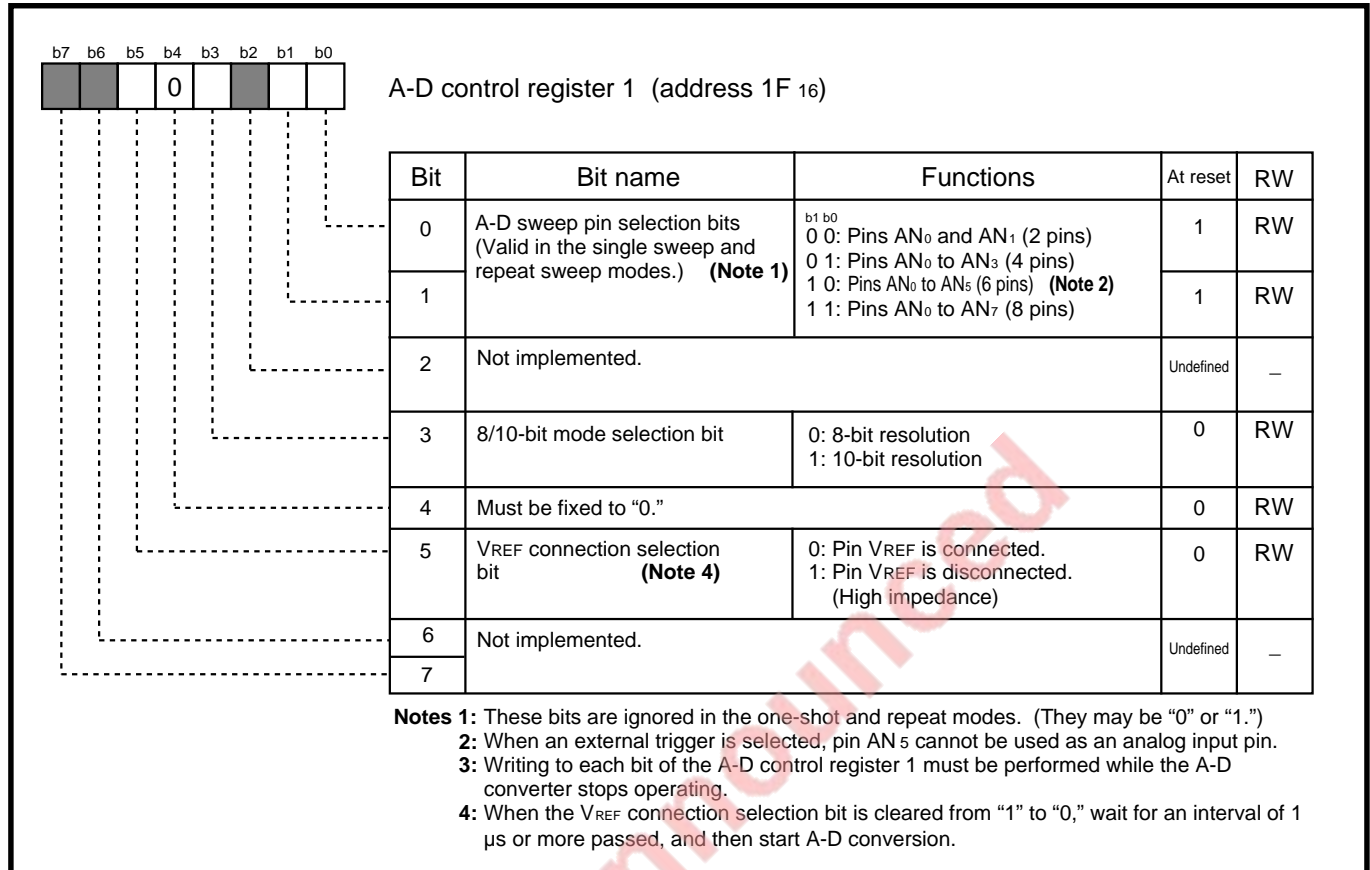 b7 b6 b5 b4 b3 b2 b1 b0
0
A-D control register 1 (address 1F 16)
Bit Bit name Functions At reset RW
0 A-D sweep pin selection bits (Valid in the single sweep and repeat sweep modes.) (Note 1) b1 b0 1 RW
0 0: Pins AN0 and AN1 (2 pins)
0 1: Pins AN0 to AN3 (4 pins)
1 1 0: Pins AN0 to AN5 (6 pins) (Note 2) 1 RW
1 1: Pins AN0 to AN7 (8 pins)
2 Not implemented. Undefined –
3 8/10-bit mode selection bit 0: 8-bit resolution 0 RW
1: 10-bit resolution
4 Must be fixed to “0.” 0 RW
5 VREF connection selection 0: Pin VREF is connected. 0 RW
bit (Note 4) 1: Pin VREF is disconnected.
(High impedance)
6 Not implemented. Undefined –
7
Notes 1: These bits are ignored in the one-shot and repeat modes. (They may be “0” or “1.”)
2: When an external trigger is selected, pin AN 5 cannot be used as an analog input pin.
3: Writing to each bit of the A-D control register 1 must be performed while the A-D
converter stops operating.
4: When the VREF connection selection bit is cleared from “1” to “0,” wait for an interval of 1
μs or more passed, and then start A-D conversion.
nnounced